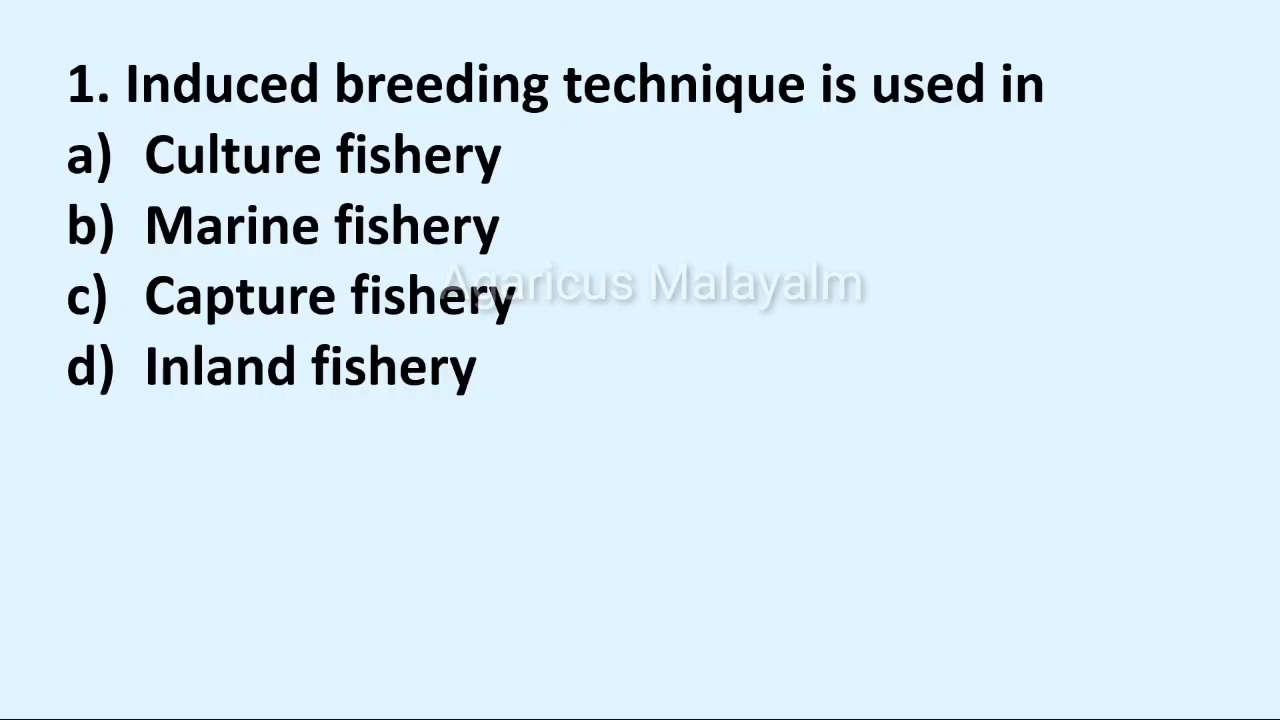 1. Induced breeding technique is used in
a) Culture fishery
b) Marine fishery
c) Capture fishery
Agaricus Malayalm
d) Inland fishery